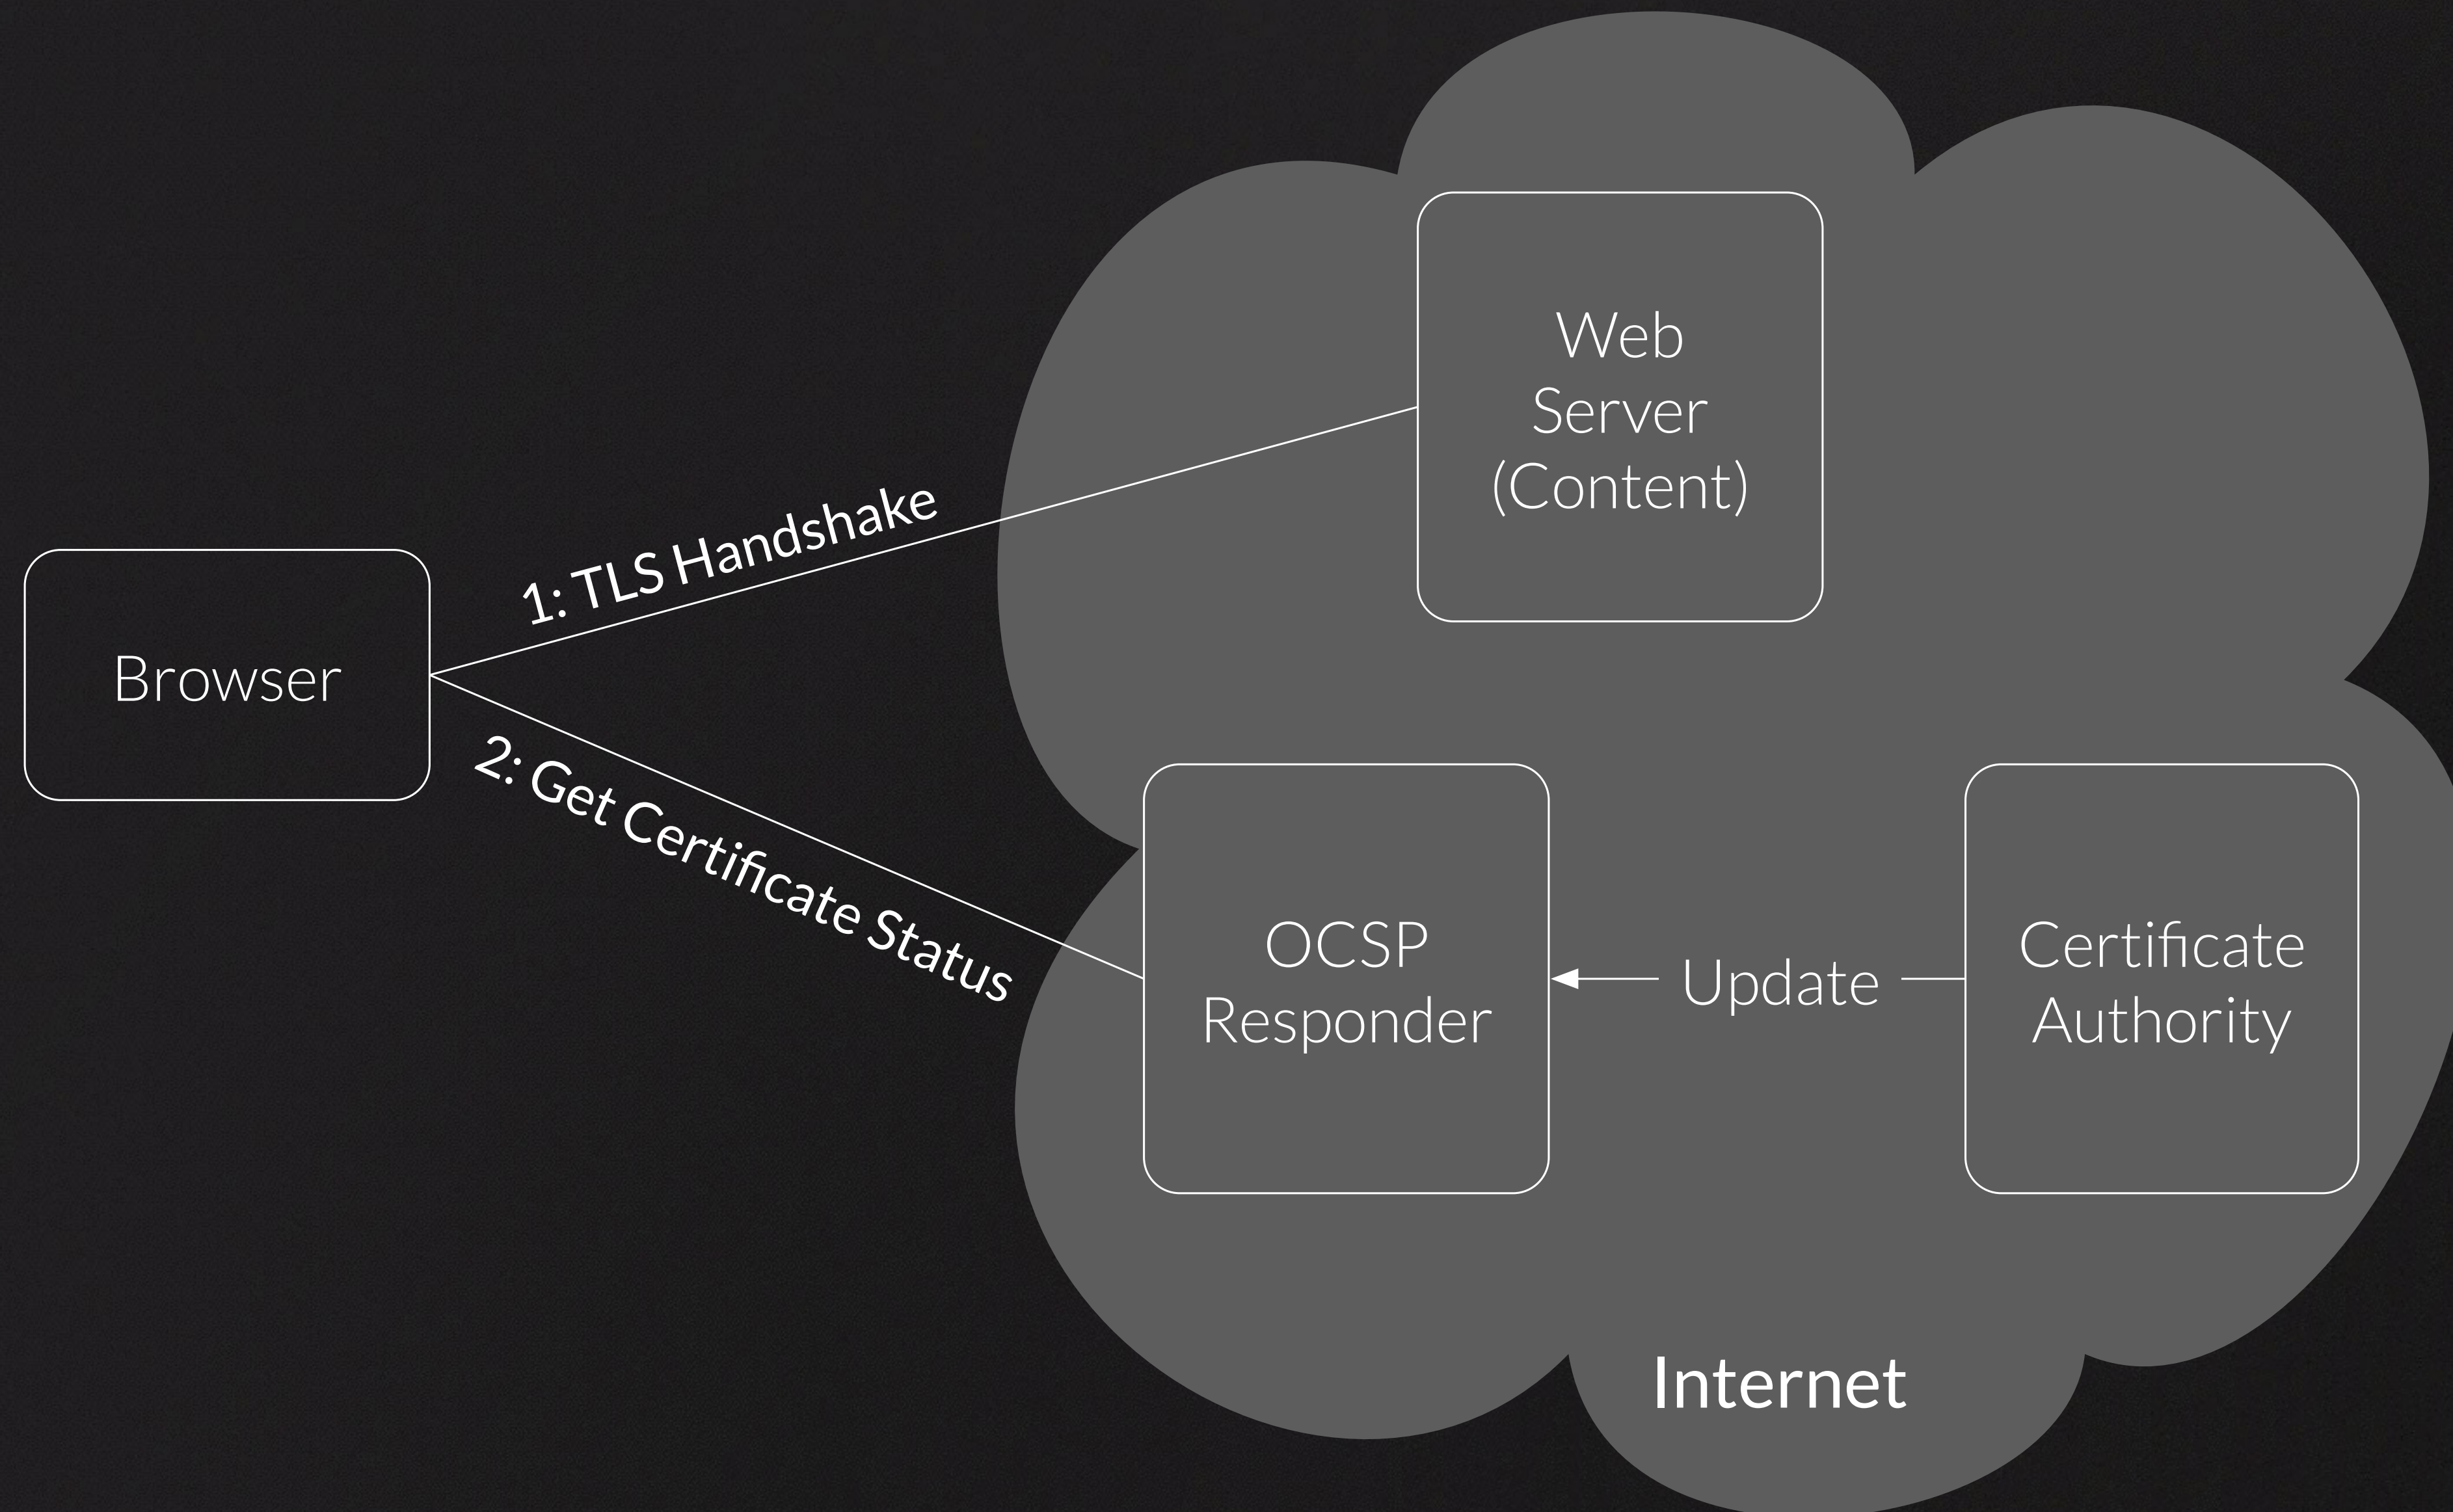 Web
Server
(Content)
1: TLS Handshake
Browser
2: Get Certificate Status
OCSP
Responder
Update
Certificate
Authority
Internet